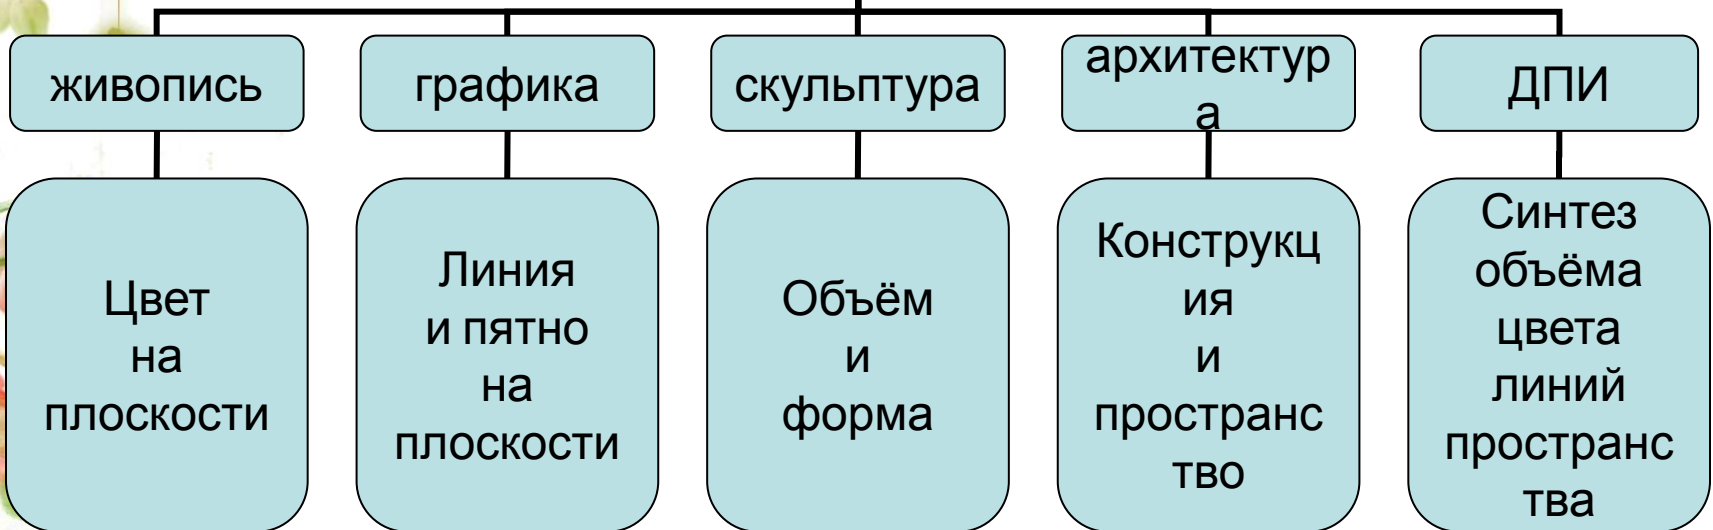 живопись
графика
скульптура
архитектур
а
ДПИ
Цвет
на
плоскости
Линия
и пятно
на
плоскости
Объём
и
форма
Конструкц
ия
и
пространс
тво
Синтез
объёма
цвета
линий
пространс
тва